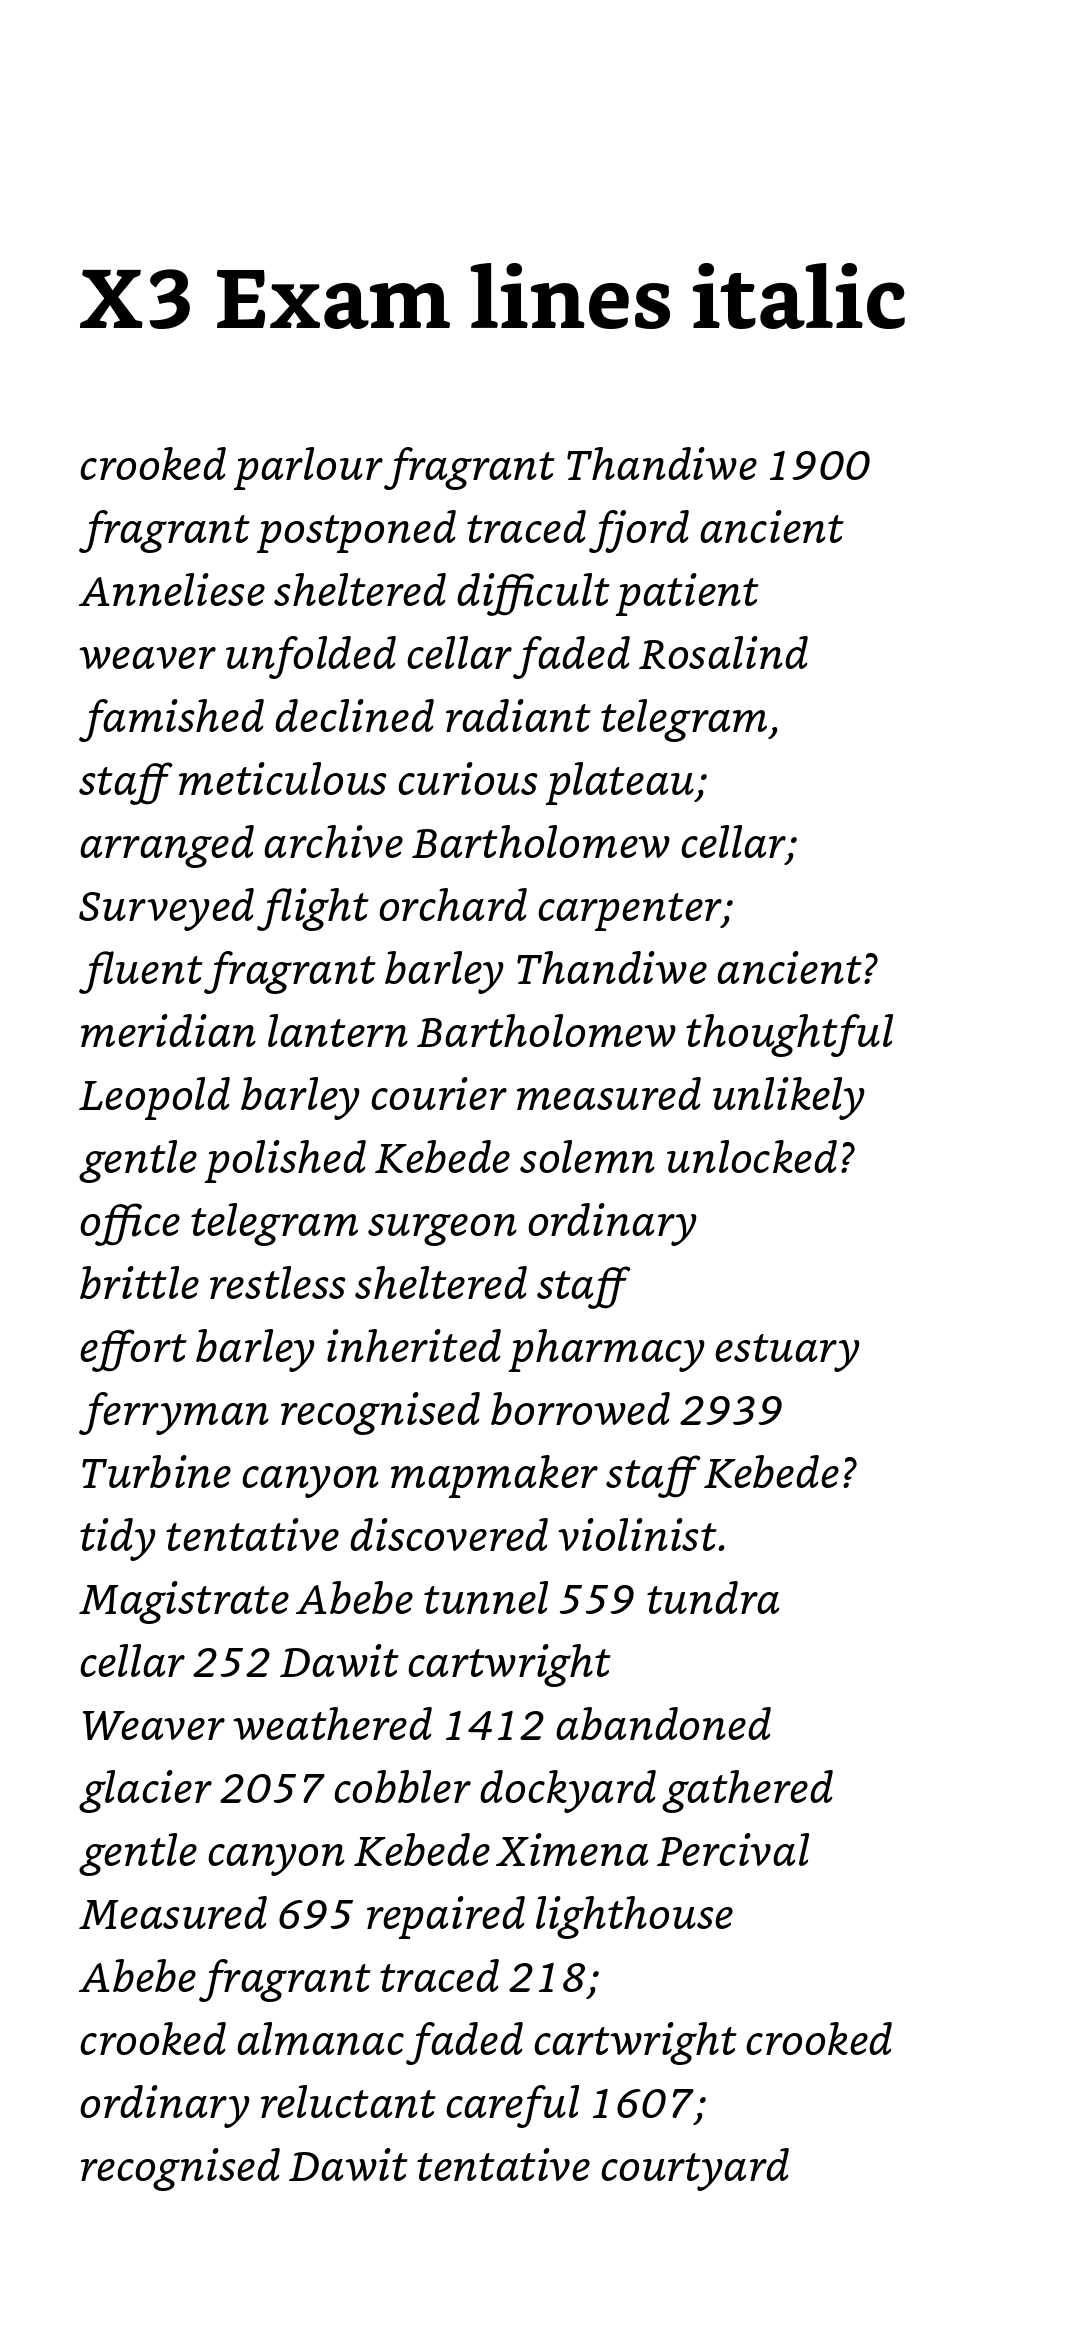 X3 Exam lines italic
crooked parlour fragrant Thandiwe 1900
fragrant postponed traced fjord ancient
Anneliese sheltered difficult patient
weaver unfolded cellar faded Rosalind
famished declined radiant telegram,
staff meticulous curious plateau;
arranged archive Bartholomew cellar;
Surveyed flight orchard carpenter;
fluent fragrant barley Thandiwe ancient?
meridian lantern Bartholomew thoughtful
Leopold barley courier measured unlikely
gentle polished Kebede solemn unlocked?
office telegram surgeon ordinary
brittle restless sheltered staff
effort barley inherited pharmacy estuary
ferryman recognised borrowed 2939
Turbine canyon mapmaker staff Kebede?
tidy tentative discovered violinist.
Magistrate Abebe tunnel 559 tundra
cellar 252 Dawit cartwright
Weaver weathered 1412 abandoned
glacier 2057 cobbler dockyard gathered
gentle canyon Kebede Ximena Percival
Measured 695 repaired lighthouse
Abebe fragrant traced 218;
crooked almanac faded cartwright crooked
ordinary reluctant careful 1607;
recognised Dawit tentative courtyard